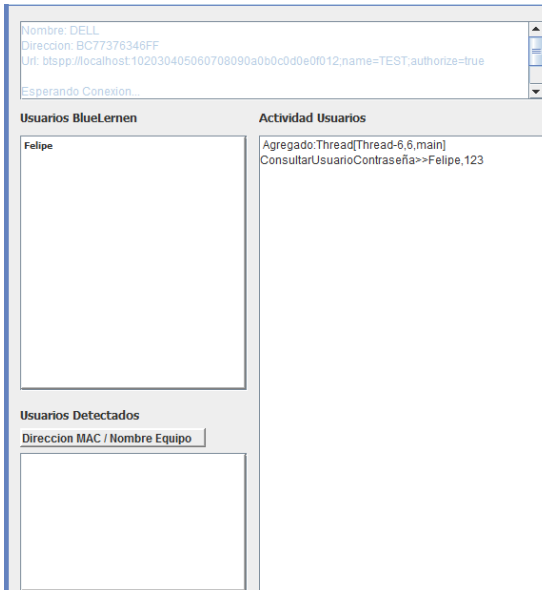 Nombre: DELL
Direccion: BC77376346FF
Url: btspp://localhost:102030405060708090a0b0c0d0e0f012;name=TEST;authorize=true
Esperando Conexion...
Usuarios BlueLernen
Actividad Usuarios
Felipe
Agregado:Thread[Thread-6,6,main]
ConsultarUsuarioContraseña>>Felipe,123
Usuarios Detectados
Direccion MAC / Nombre Equipo